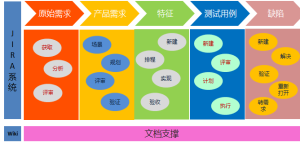 原始需求
产品需求
特征
测试用例
缺陷
JIRA系统
获取
分析
评审
场景
规划
评审
验证
新建
排期
实现
验收
新建
评审
计划
执行
新建
解决
验证
重新
打开
转需
求
文档支撑